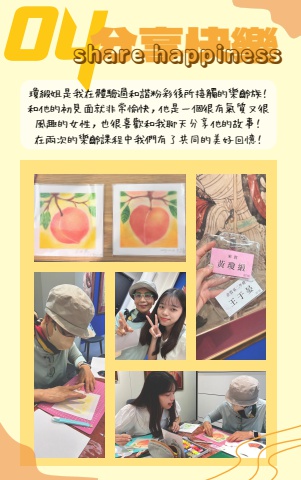 04
分享快樂
share happiness
瓊緞姐是我在體驗過和諧粉彩後所接觸的樂齡族！
和他的初見面就非常愉快，他是一個很有氣質又很
風趣的女性，也很喜歡和我聊天分享他的故事！
在兩次的樂齡課程中我們有了共同的美好回憶！
黃瓊緞